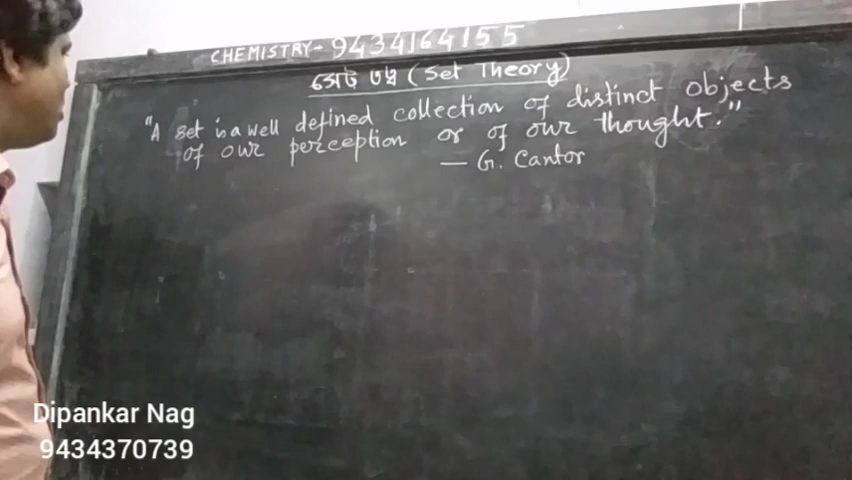 CHEMISTRY- 9434164155
সেট তত্ত্ব (Set Theory)
"A set is a well defined collection of distinct objects
of our perception or of our thought."
— G. Cantor
Dipankar Nag
9434370739